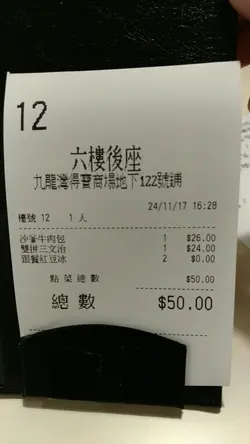 12
六樓後座
九龍灣得寶商場地下122號鋪
24/11/17 16:28
檯號 12 1 人
沙爹牛肉包 1 $26.00
雙拼三文治 1 $24.00
跟餐紅豆冰 2 $0.00
點菜總數 $50.00
總數 $50.00